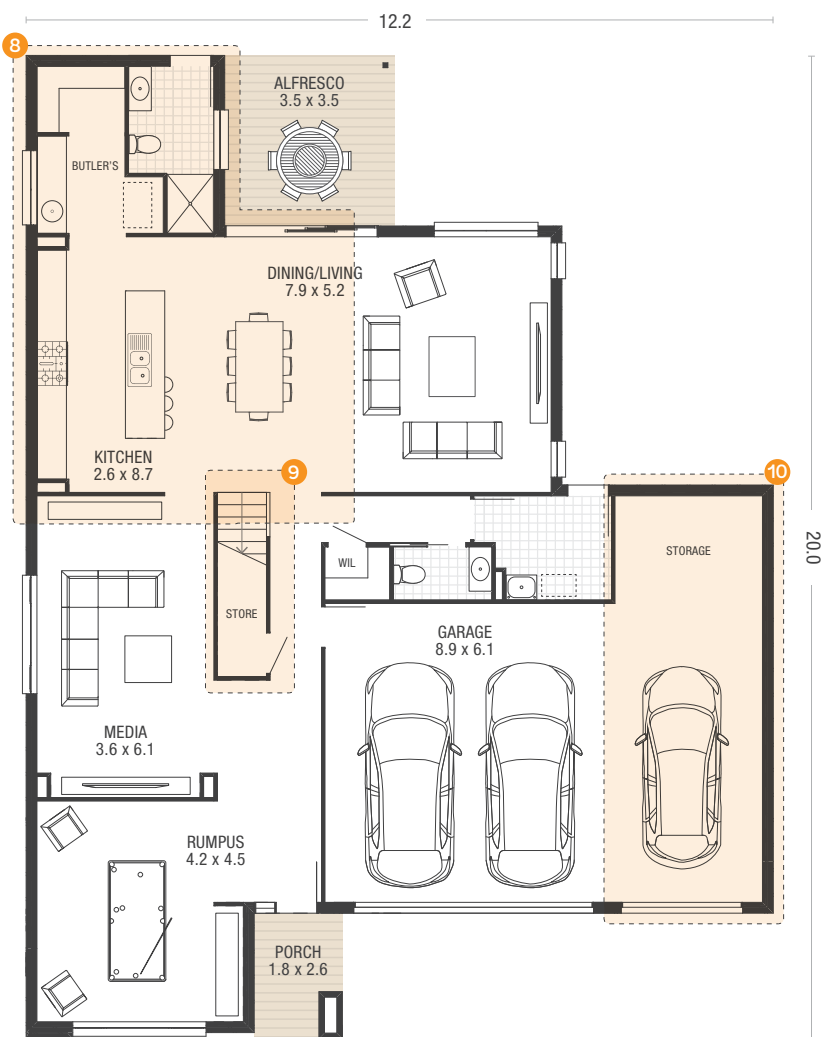 12.2
8
ALFRESCO
3.5 x 3.5
BUTLER'S
DINING/LIVING
7.9 x 5.2
KITCHEN
2.6 x 8.7
9
10
20.0
STORAGE
WIL
STORE
GARAGE
8.9 x 6.1
MEDIA
3.6 x 6.1
RUMPUS
4.2 x 4.5
PORCH
1.8 x 2.6